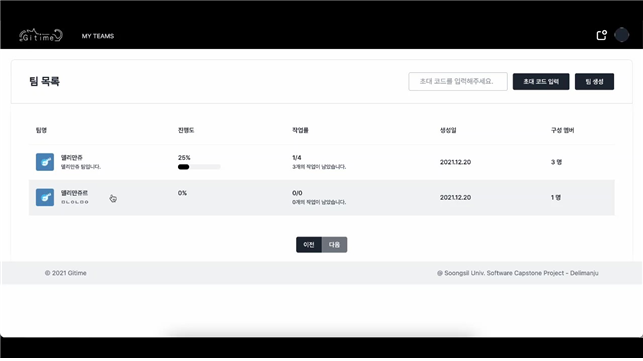 Gitime
MY TEAMS
팀 목록
초대 코드를 입력해주세요.
초대 코드 입력
팀 생성
팀명
진행도
작업률
생성일
구성 멤버
델리만쥬
델리만쥬 팀입니다.
25%
1/4
3개의 작업이 남았습니다.
2021.12.20
3 명
델리만쥬르
ㅇㄴㅇㄴㅁㅇ
0%
0/0
0개의 작업이 남았습니다.
2021.12.20
1 명
이전
다음
© 2021 Gitime
@ Soongsil Univ. Software Capstone Project - Delimanju